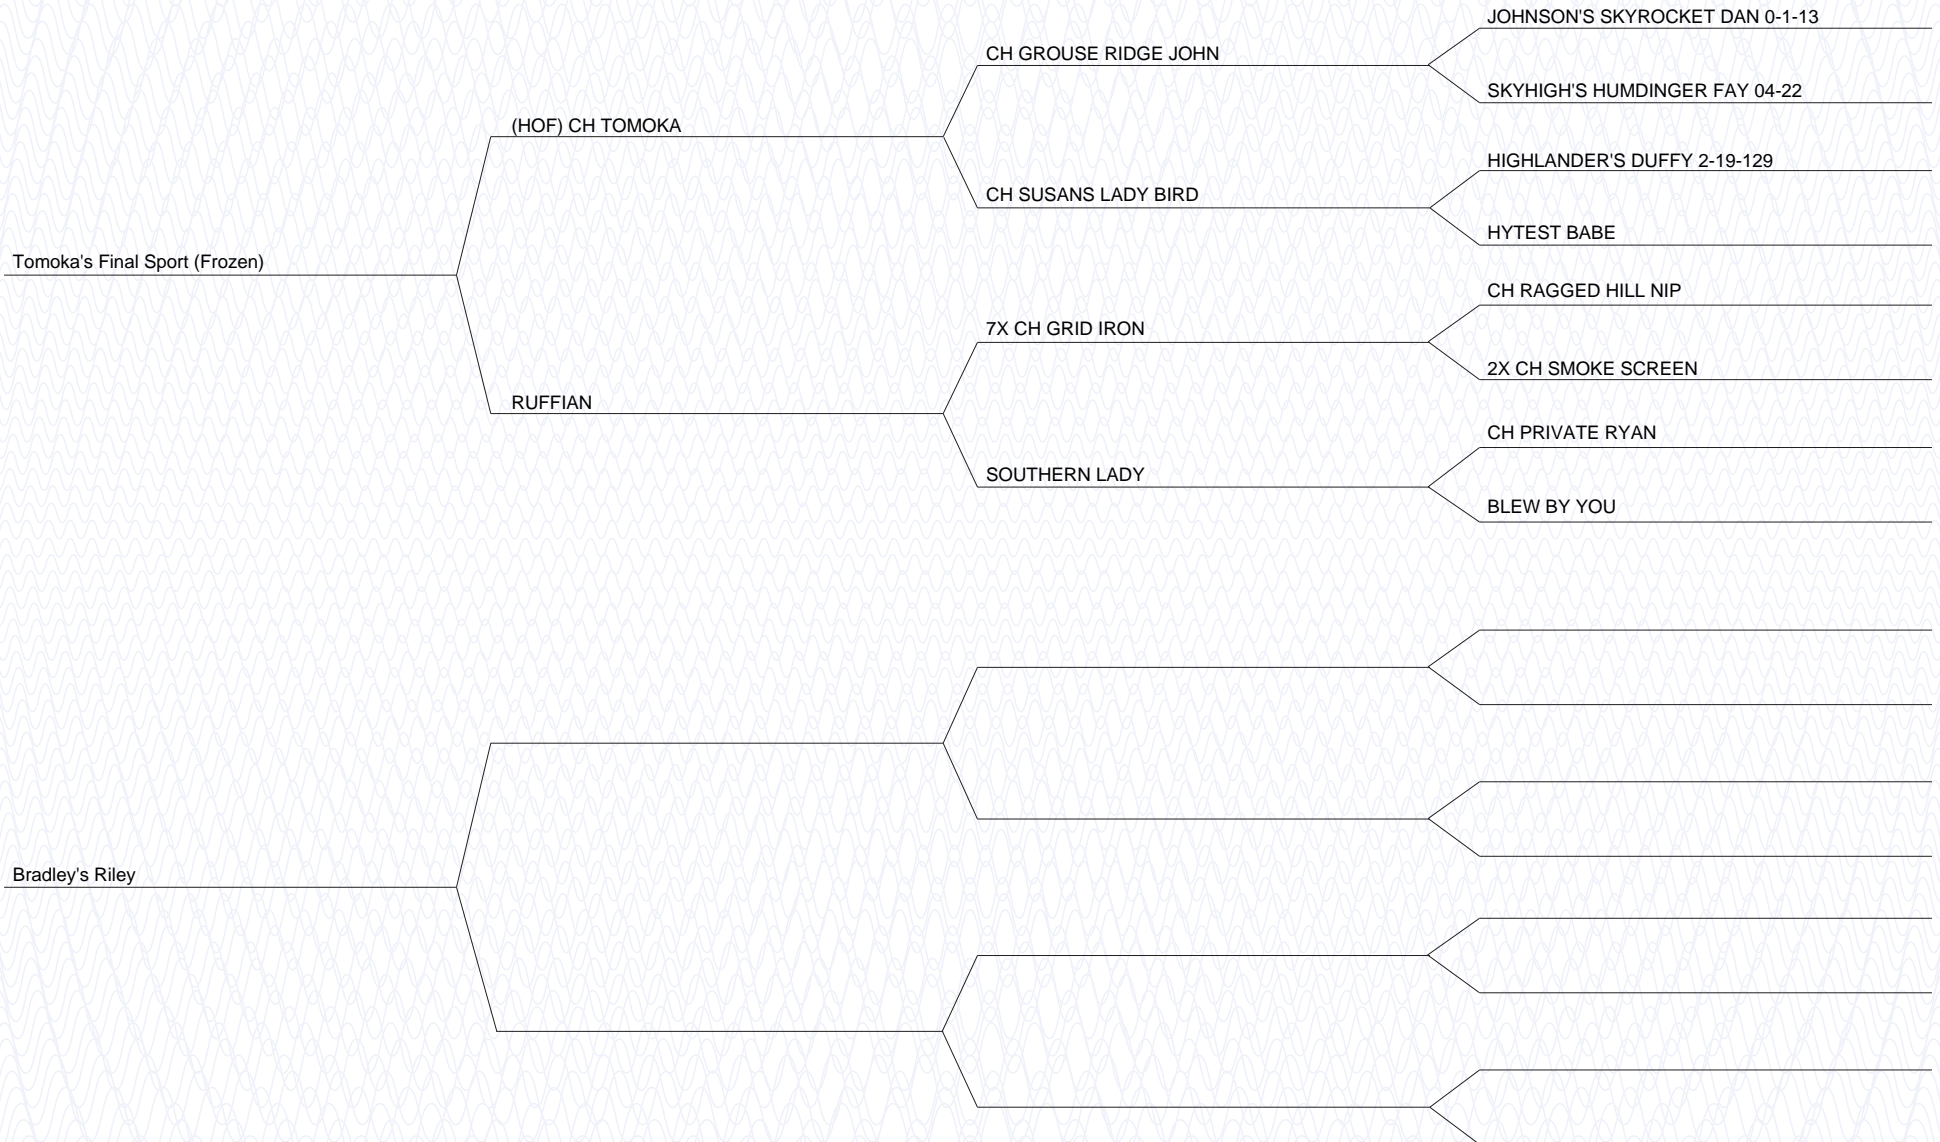 JOHNSON'S SKYROCKET DAN 0-1-13
CH GROUSE RIDGE JOHN
SKYHIGH'S HUMDINGER FAY 04-22
(HOF) CH TOMOKA
HIGHLANDER'S DUFFY 2-19-129
CH SUSANS LADY BIRD
HYTEST BABE
Tomoka's Final Sport (Frozen)
CH RAGGED HILL NIP
7X CH GRID IRON
2X CH SMOKE SCREEN
RUFFIAN
CH PRIVATE RYAN
SOUTHERN LADY
BLEW BY YOU
Bradley's Riley